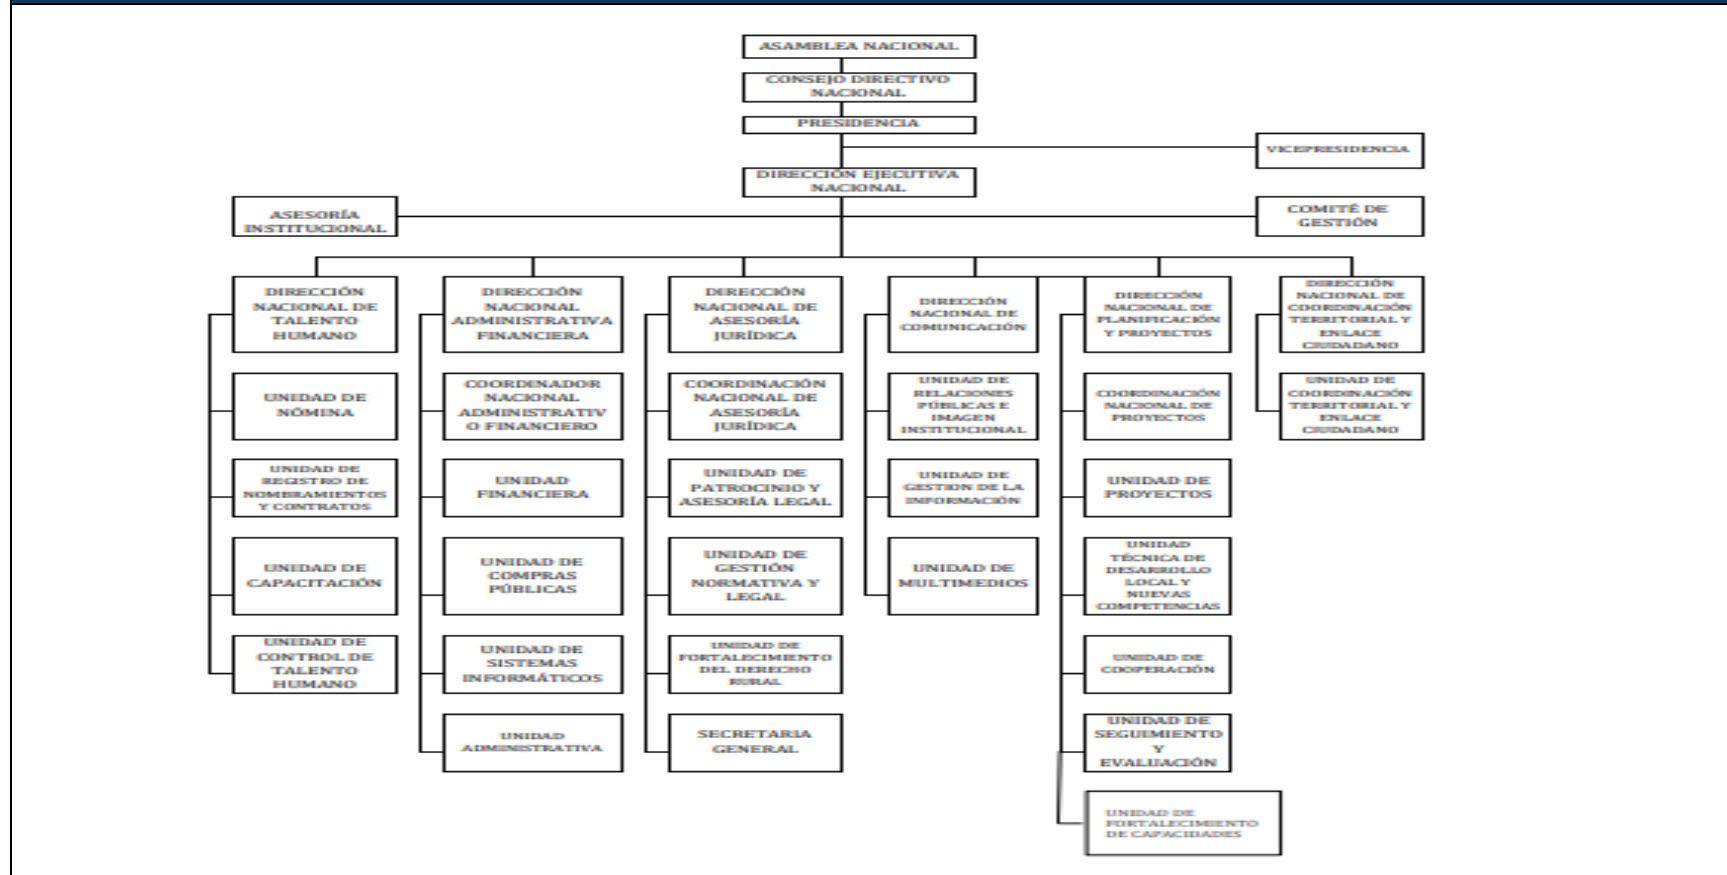 ASAMBLEA NACIONAL
CONSEJO DIRECTIVO
NACIONAL
PRESIDENCIA
VICEPRESIDENCIA
DIRECCIÓN EJECUTIVA
NACIONAL
ASESORÍA
INSTITUCIONAL
COMITÉ DE
GESTIÓN
DIRECCIÓN
NACIONAL DE
TALENTO
HUMANO
DIRECCIÓN
NACIONAL
ADMINISTRATIVA
FINANCIERA
DIRECCIÓN
NACIONAL DE
ASESORÍA
JURÍDICA
DIRECCIÓN
NACIONAL DE
COMUNICACIÓN
DIRECCIÓN
NACIONAL DE
PLANIFICACIÓN
Y PROYECTOS
DIRECCIÓN
NACIONAL DE
COORDINACIÓN
TERRITORIAL Y
ENLACE
CIUDADANO
UNIDAD DE
NÓMINA
COORDINADOR
NACIONAL
ADMINISTRATIV
O FINANCIERO
COORDINACIÓN
NACIONAL DE
ASESORÍA
JURÍDICA
UNIDAD DE
RELACIONES
PÚBLICAS E
IMAGEN
INSTITUCIONAL
COORDINACIÓN
NACIONAL DE
PROYECTOS
UNIDAD DE
COORDINACIÓN
TERRITORIAL Y
ENLACE
CIUDADANO
UNIDAD DE
REGISTRO DE
NOMBRAMIENTOS
Y CONTRATOS
UNIDAD
FINANCIERA
UNIDAD DE
PATROCINIO Y
ASESORÍA LEGAL
UNIDAD DE
GESTION DE LA
INFORMACIÓN
UNIDAD DE
PROYECTOS
UNIDAD DE
CAPACITACIÓN
UNIDAD DE
COMPRAS
PÚBLICAS
UNIDAD DE
GESTIÓN
NORMATIVA Y
LEGAL
UNIDAD DE
MULTIMEDIOS
UNIDAD
TÉCNICA DE
DESARROLLO
LOCAL Y
NUEVAS
COMPETENCIAS
UNIDAD DE
CONTROL DE
TALENTO
HUMANO
UNIDAD DE
SISTEMAS
INFORMÁTICOS
UNIDAD DE
FORTALECIMIENTO
DEL DERECHO
RURAL
UNIDAD DE
COOPERACIÓN
UNIDAD
ADMINISTRATIVA
SECRETARIA
GENERAL
UNIDAD DE
SEGUIMIENTO
Y
EVALUACIÓN
UNIDAD DE
FORTALECIMIENTO
DE CAPACIDADES